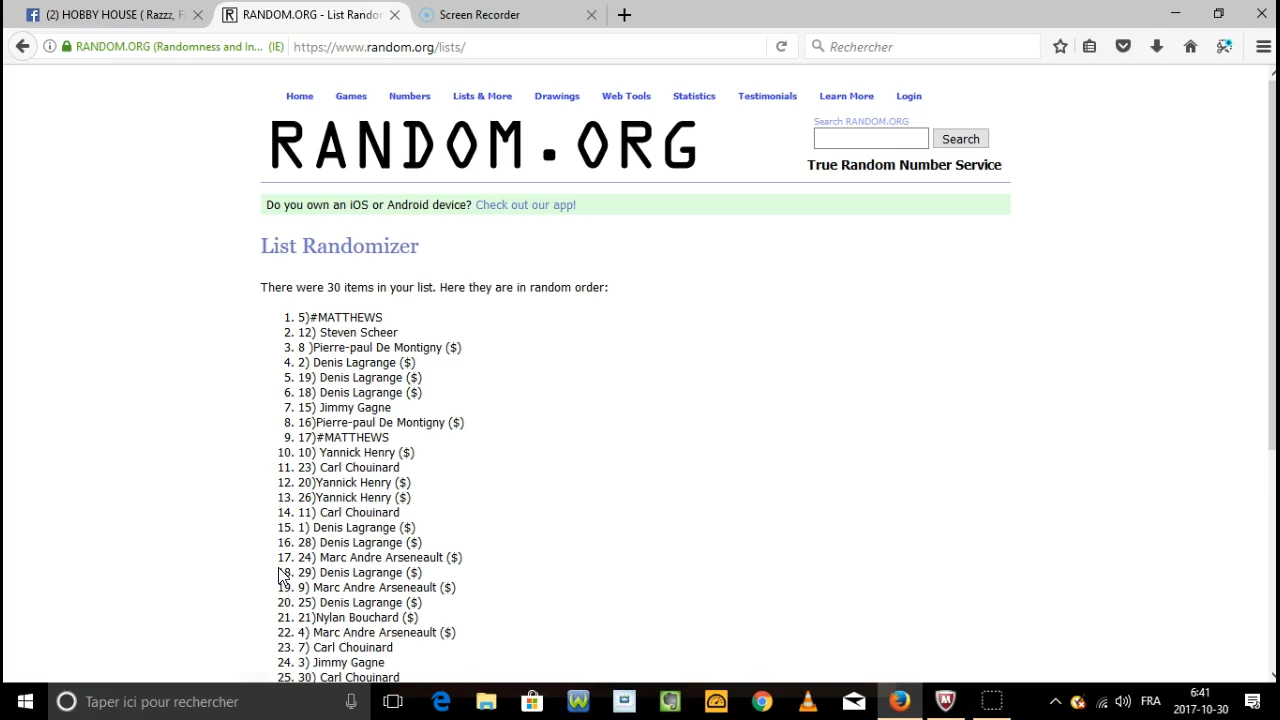 (2) HOBBY HOUSE ( Razzz, Fi
RANDOM.ORG - List Randor
Screen Recorder
RANDOM.ORG (Randomness and In... (IE)
https://www.random.org/lists/
Rechercher
Home Games Numbers Lists & More Drawings Web Tools Statistics Testimonials Learn More Login
RANDOM.ORG
Search RANDOM.ORG
Search
True Random Number Service
Do you own an iOS or Android device? Check out our app!
List Randomizer
There were 30 items in your list. Here they are in random order:
1. 5)#MATTHEWS
2. 12) Steven Scheer
3. 8 )Pierre-paul De Montigny ($)
4. 2) Denis Lagrange ($)
5. 19) Denis Lagrange ($)
6. 18) Denis Lagrange ($)
7. 15) Jimmy Gagne
8. 16)Pierre-paul De Montigny ($)
9. 17)#MATTHEWS
10. 10) Yannick Henry ($)
11. 23) Carl Chouinard
12. 20)Yannick Henry ($)
13. 26)Yannick Henry ($)
14. 11) Carl Chouinard
15. 1) Denis Lagrange ($)
16. 28) Denis Lagrange ($)
17. 24) Marc Andre Arseneault ($)
8. 29) Denis Lagrange ($)
19. 9) Marc Andre Arseneault ($)
20. 25) Denis Lagrange ($)
21. 21)Nylan Bouchard ($)
22. 4) Marc Andre Arseneault ($)
23. 7) Carl Chouinard
24. 3) Jimmy Gagne
25. 30) Carl Chouinard
Taper ici pour rechercher
FRA
6:41
2017-10-30